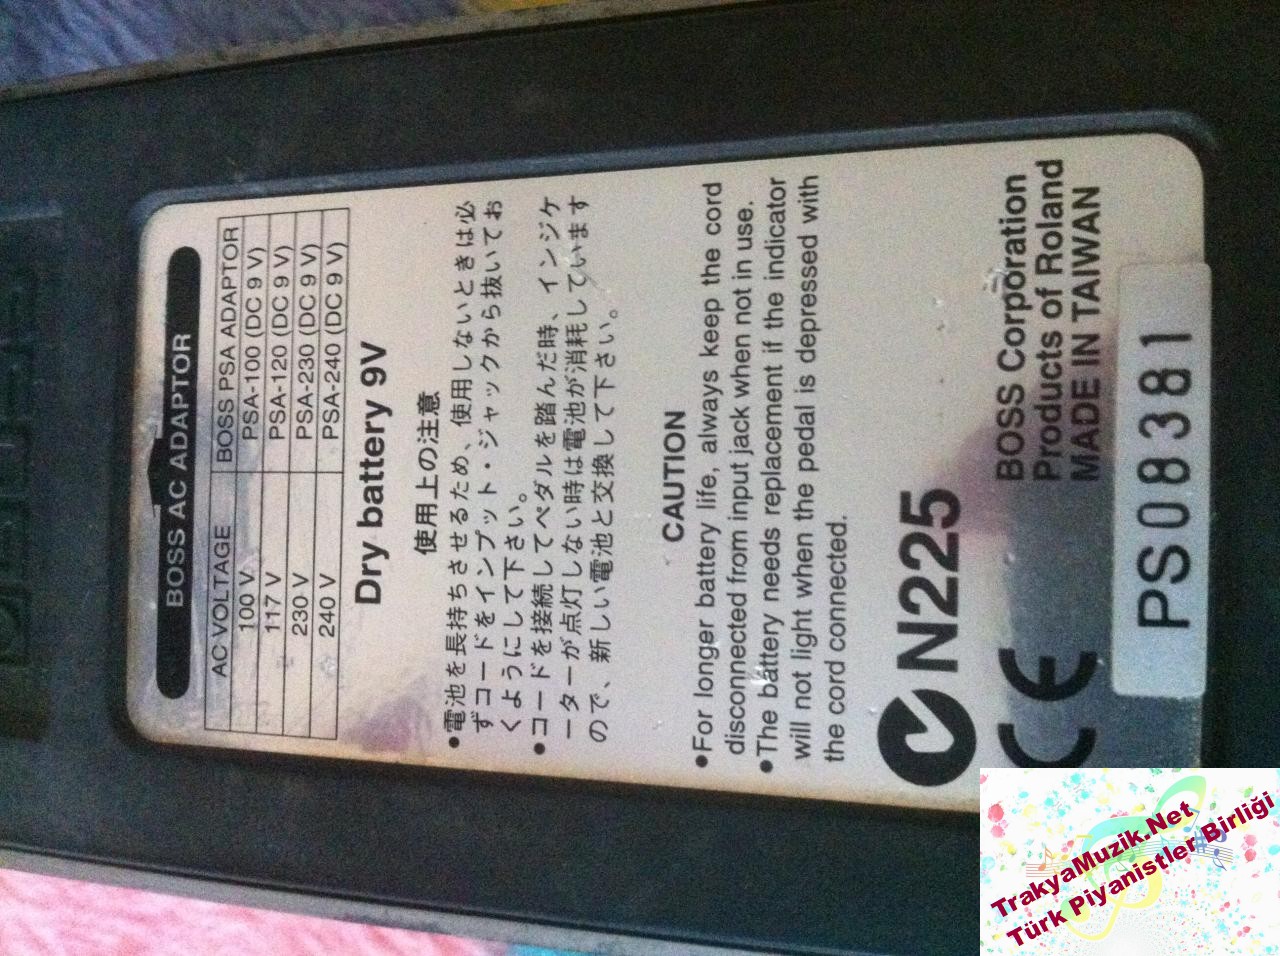 BOSS AC ADAPTOR
AC VOLTAGE BOSS PSA ADAPTOR
100 V PSA-100 (DC 9 V)
117 V PSA-120 (DC 9 V)
230 V PSA-230 (DC 9 V)
240 V PSA-240 (DC 9 V)
Dry battery 9V
使用上の注意
●電池を長持ちさせるため、使用しないときは必
ずコードをインプット・ジャックから抜いてお
くようにして下さい。
●コードを接続してペダルを踏んだ時、インジケ
ーターが点灯しない時は電池が消耗しています
ので、新しい電池と交換して下さい。
CAUTION
●For longer battery life, always keep the cord
disconnected from input jack when not in use.
●The battery needs replacement if the indicator
will not light when the pedal is depressed with
the cord connected.
N225
CE
BOSS Corporation
Products of Roland
MADE IN TAIWAN
PS08381
TrakyaMuzik.Net
Türk Piyanistler Birliği